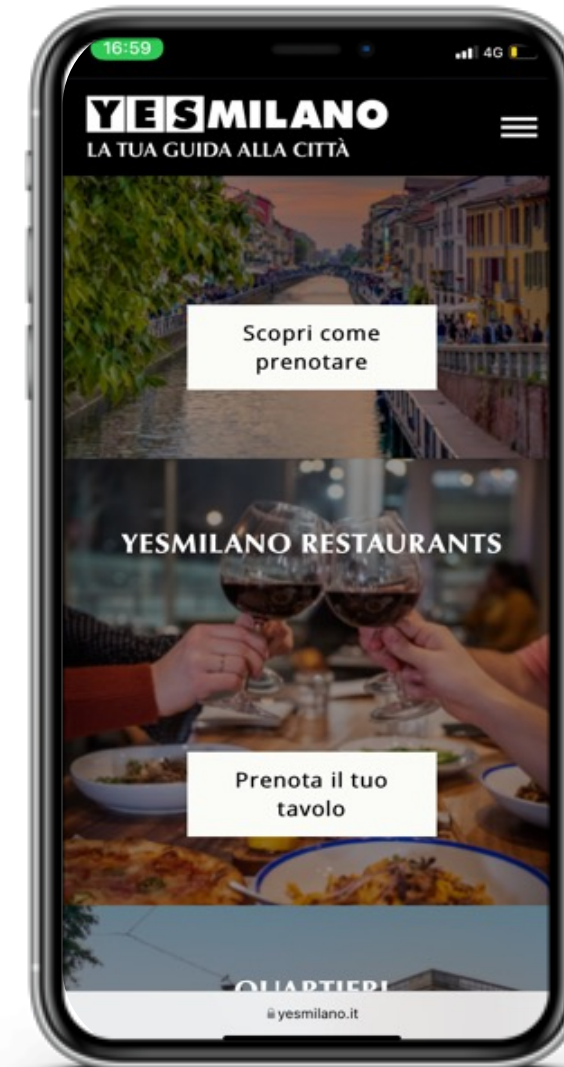 16:59
4G
YESMILANO
LA TUA GUIDA ALLA CITTÀ
Scopri come
prenotare
YESMILANO RESTAURANTS
Prenota il tuo
tavolo
QUARTIERI
yesmilano.it